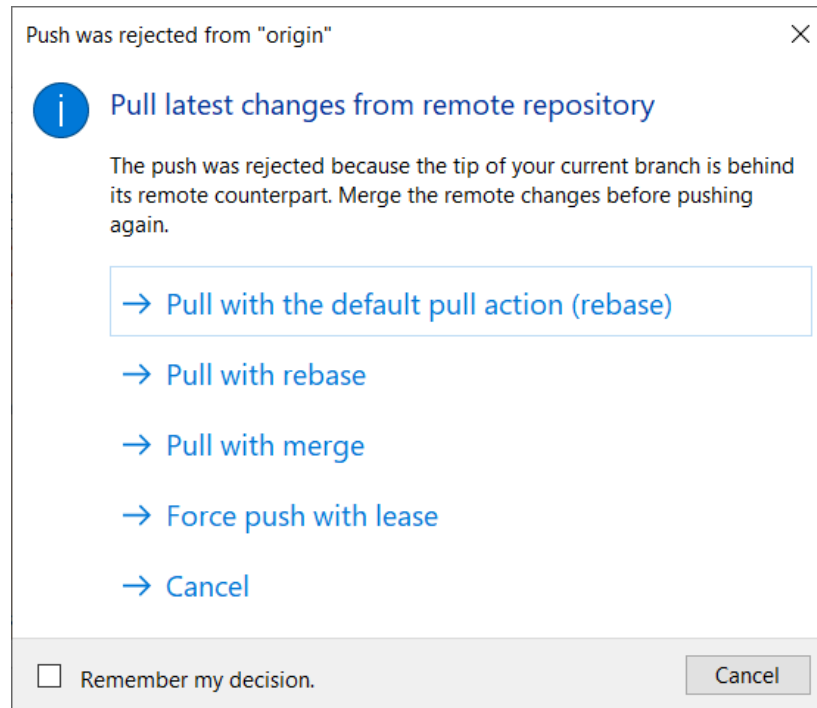 Push was rejected from "origin"
Pull latest changes from remote repository
The push was rejected because the tip of your current branch is behind
its remote counterpart. Merge the remote changes before pushing
again.
Pull with the default pull action (rebase)
Pull with rebase
Pull with merge
Force push with lease
Cancel
Remember my decision.
Cancel